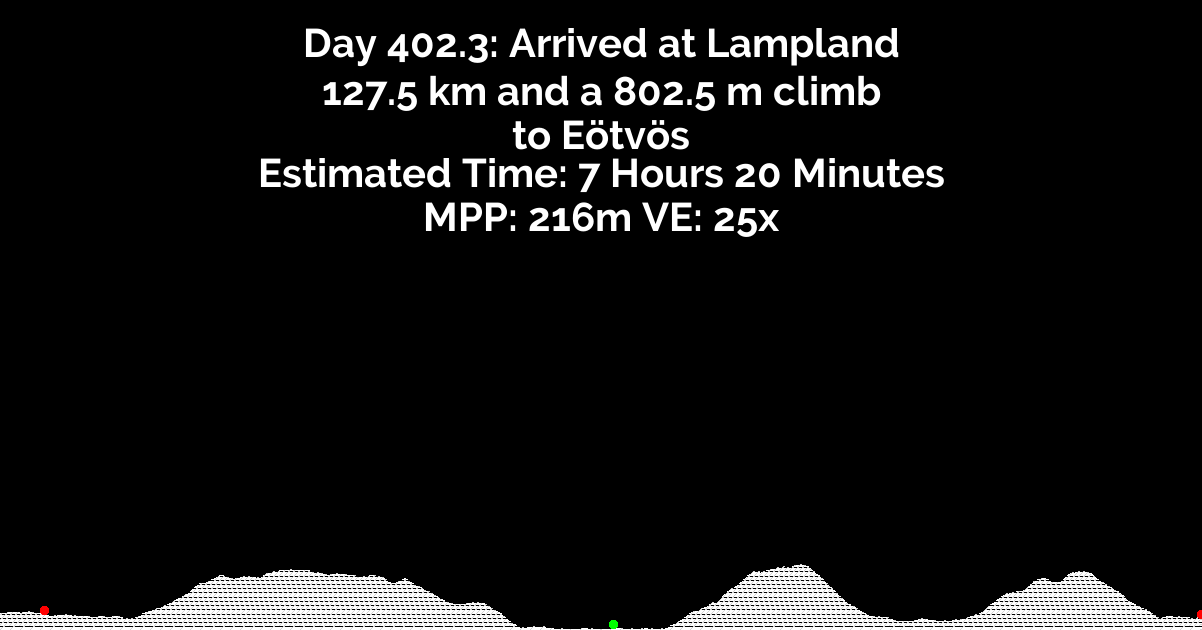 Day 402.3: Arrived at Lampland
127.5 km and a 802.5 m climb
to Eötvös
Estimated Time: 7 Hours 20 Minutes
MPP: 216m VE: 25x